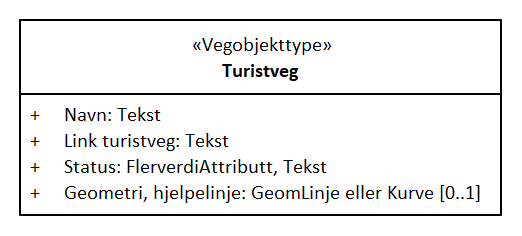 «Vegobjekttype»
Turistveg
+ Navn: Tekst
+ Link turistveg: Tekst
+ Status: FlerverdiAttributt, Tekst
+ Geometri, hjelpelinje: GeomLinje eller Kurve [0..1]